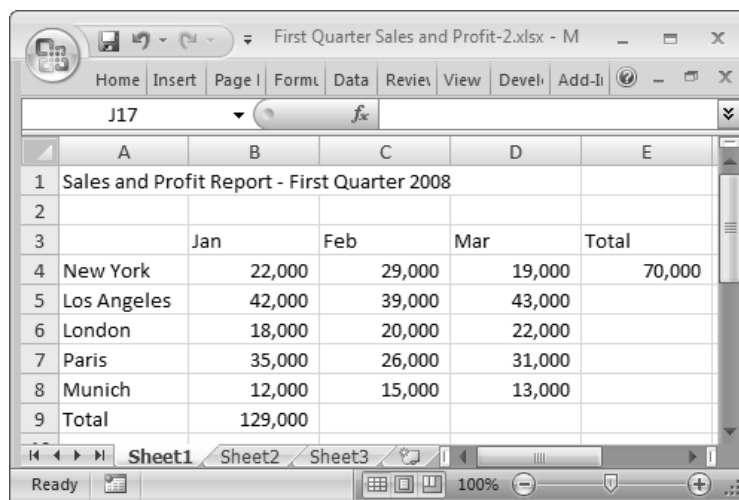 First Quarter Sales and Profit-2.xlsx - M
Home Insert Page Formu Data Review View Devel Add-In
J17 fx
A B C D E
1 Sales and Profit Report - First Quarter 2008
2
3 Jan Feb Mar Total
4 New York 22,000 29,000 19,000 70,000
5 Los Angeles 42,000 39,000 43,000
6 London 18,000 20,000 22,000
7 Paris 35,000 26,000 31,000
8 Munich 12,000 15,000 13,000
9 Total 129,000
Sheet1 Sheet2 Sheet3
Ready 100%